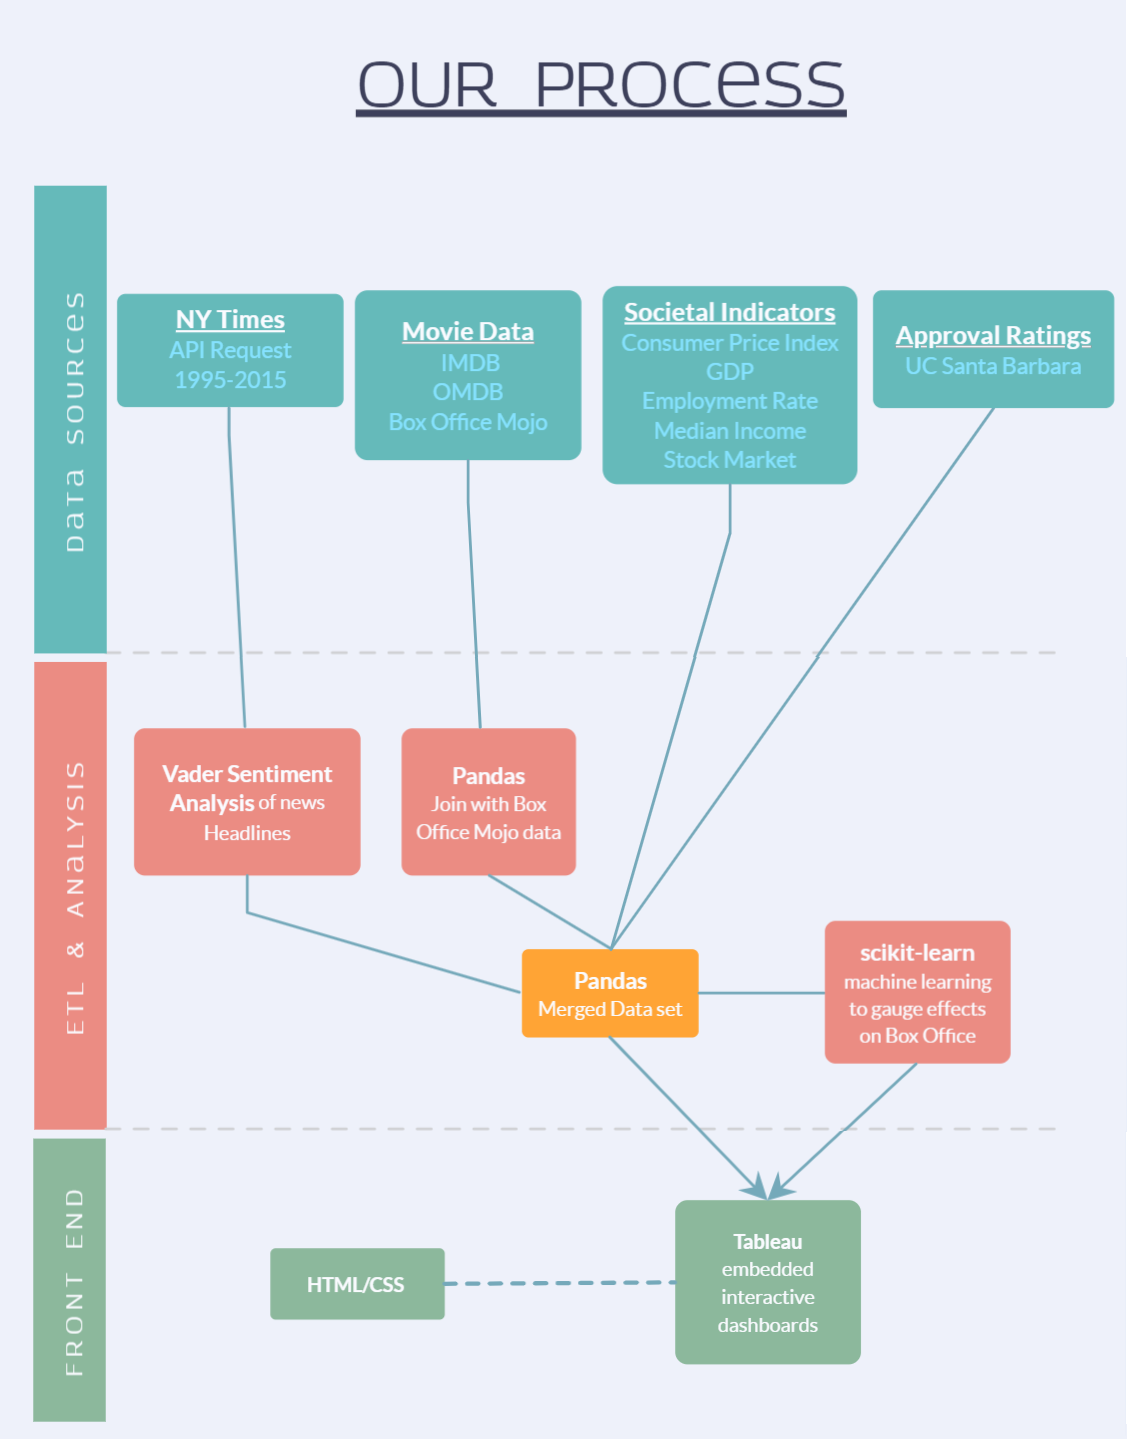 OUR PROCESS
DATA SOURCES
NY Times
API Request
1995-2015
Movie Data
IMDB
OMDB
Box Office Mojo
Societal Indicators
Consumer Price Index
GDP
Employment Rate
Median Income
Stock Market
Approval Ratings
UC Santa Barbara
ETL & ANALYSIS
Vader Sentiment
Analysis of news
Headlines
Pandas
Join with Box
Office Mojo data
Pandas
Merged Data set
scikit-learn
machine learning
to gauge effects
on Box Office
FRONT END
HTML/CSS
Tableau
embedded
interactive
dashboards